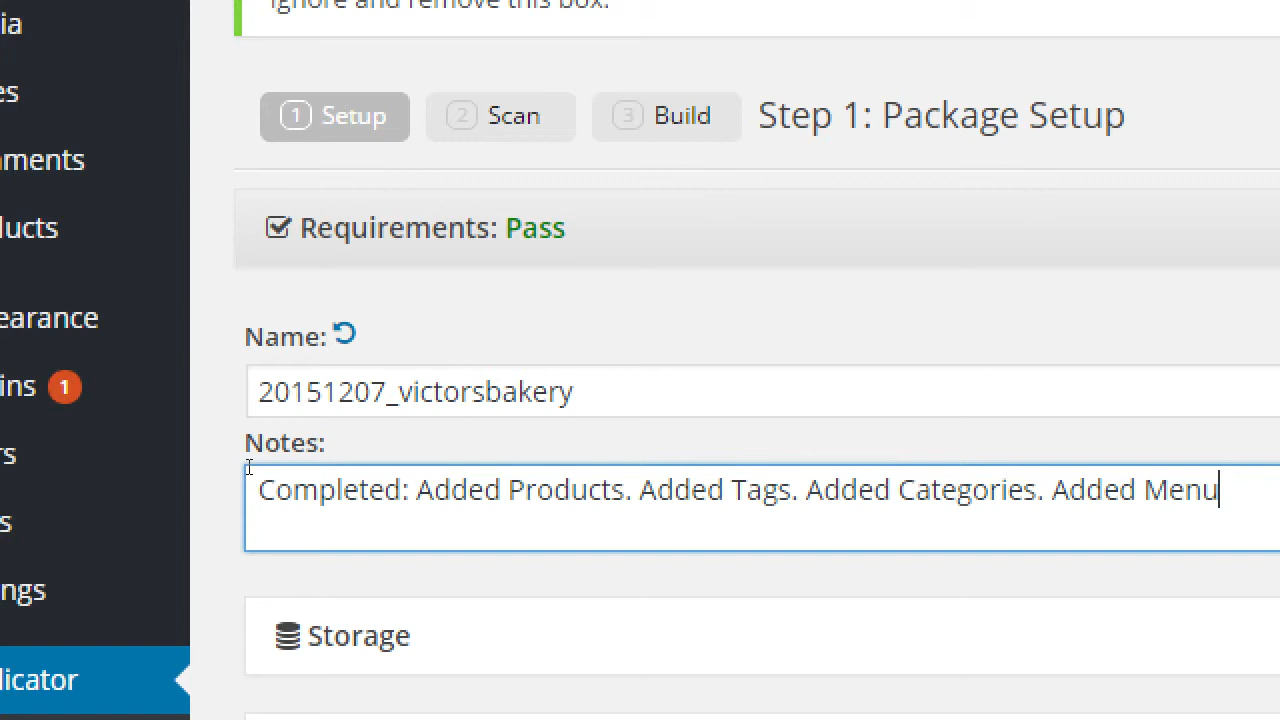 ignore and remove this box.
1 Setup 2 Scan 3 Build Step 1: Package Setup
Requirements: Pass
Name:
20151207_victorsbakery
Notes:
Completed: Added Products. Added Tags. Added Categories. Added Menu
Storage
ia
es
ments
ucts
earance
ins 1
rs
s
ngs
licator